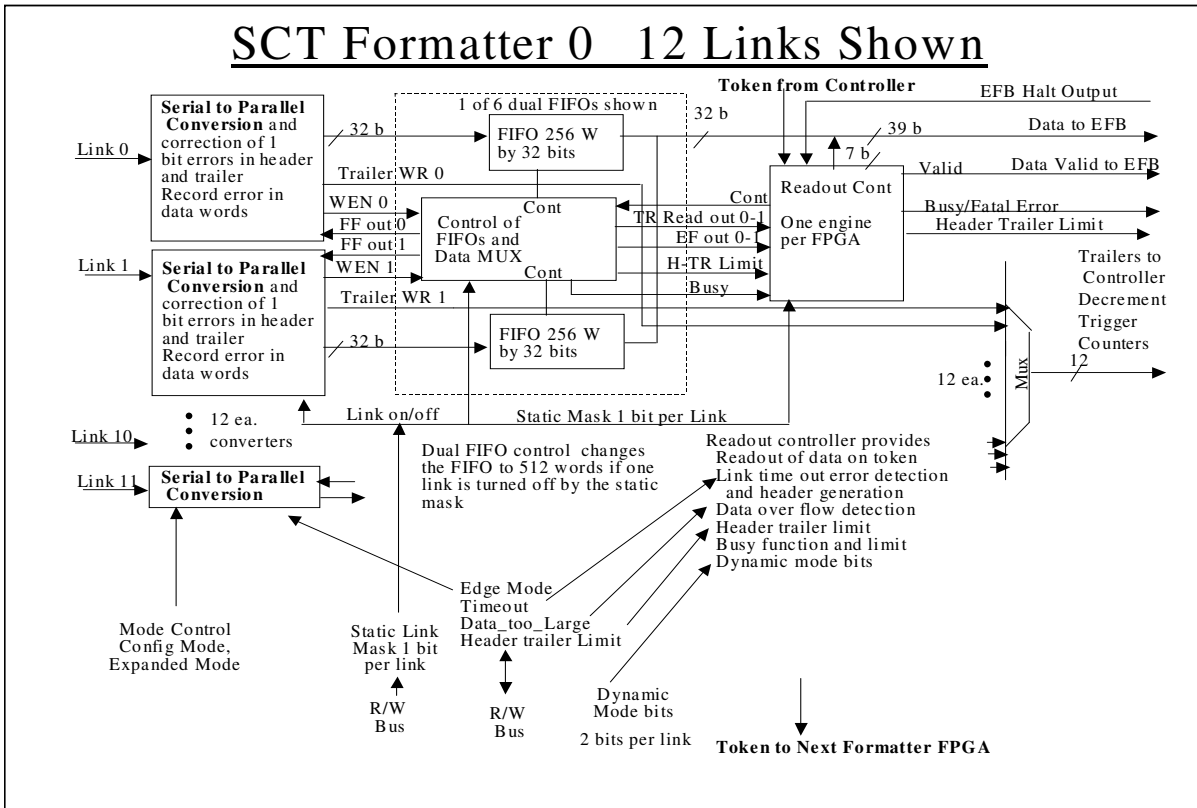 SCT Formatter 0   12 Links Shown
Token from Controller
EFB Halt Output
1 of 6 dual FIFOs shown
Serial to Parallel
Conversion and
correction of 1
bit errors in header
and trailer
Record error in
data words
Link 0
32 b
FIFO 256 W
by 32 bits
32 b
39 b
Data to EFB
7 b
Trailer WR 0
WEN 0
FF out 0
FF out 1
WEN 1
Trailer WR 1
32 b
Cont
Control of
FIFOs and
Data MUX
Cont
Cont
TR Read out 0-1
EF out 0-1
H-TR Limit
Busy
Readout Cont
One engine
per FPGA
Valid
Data Valid to EFB
Busy/Fatal Error
Header Trailer Limit
Link 1
Serial to Parallel
Conversion and
correction of 1
bit errors in header
and trailer
Record error in
data words
FIFO 256 W
by 32 bits
Trailers to
Controller
Decrement
Trigger
Counters
12 ea.
Mux
12
Link on/off
Static Mask 1 bit per Link
12 ea.
converters
Link 10
Link 11
Serial to Parallel
Conversion
Dual FIFO control changes
the FIFO to 512 words if one
link is turned off by the static
mask
Readout controller provides
Readout of data on token
Link time out error detection
and header generation
Data over flow detection
Header trailer limit
Busy function and limit
Dynamic mode bits
Edge Mode
Timeout
Data_too_Large
Header trailer Limit
Mode Control
Config Mode,
Expanded Mode
Static Link
Mask 1 bit
per link
R/W
Bus
R/W
Bus
Dynamic
Mode bits
2 bits per link
Token to Next Formatter FPGA